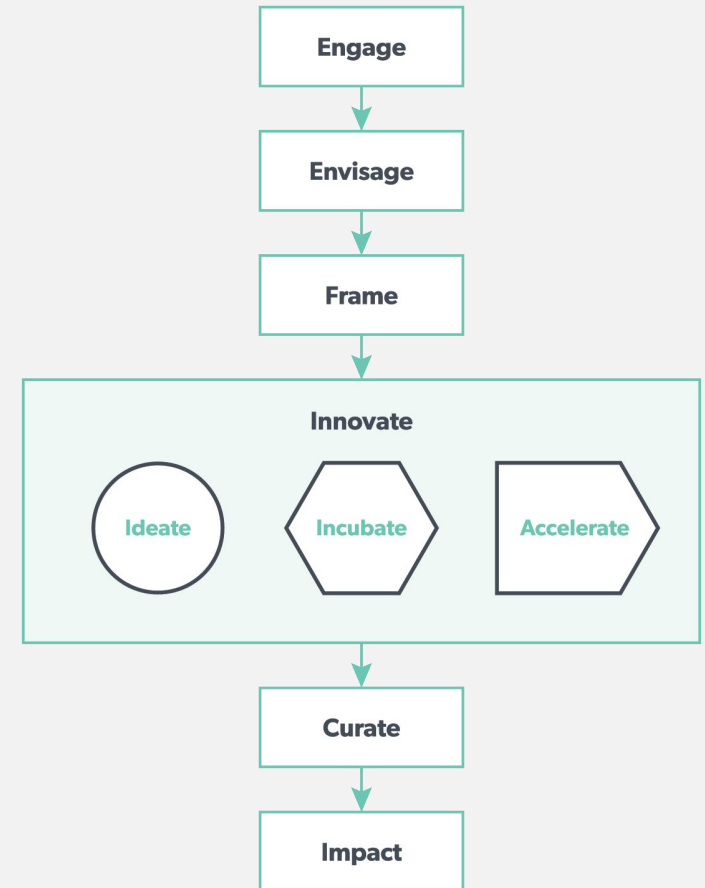 Engage
Envisage
Frame
Innovate
Ideate Incubate Accelerate
Curate
Impact